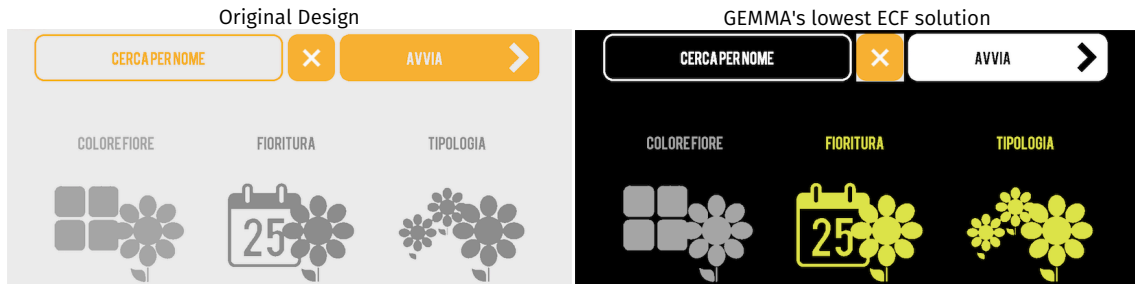 Original Design
CERCA PER NOME
AVVIA
COLORE FIORE
FIORITURA
TIPOLOGIA
25
GEMMA's lowest ECF solution
CERCA PER NOME
AVVIA
COLORE FIORE
FIORITURA
TIPOLOGIA
25